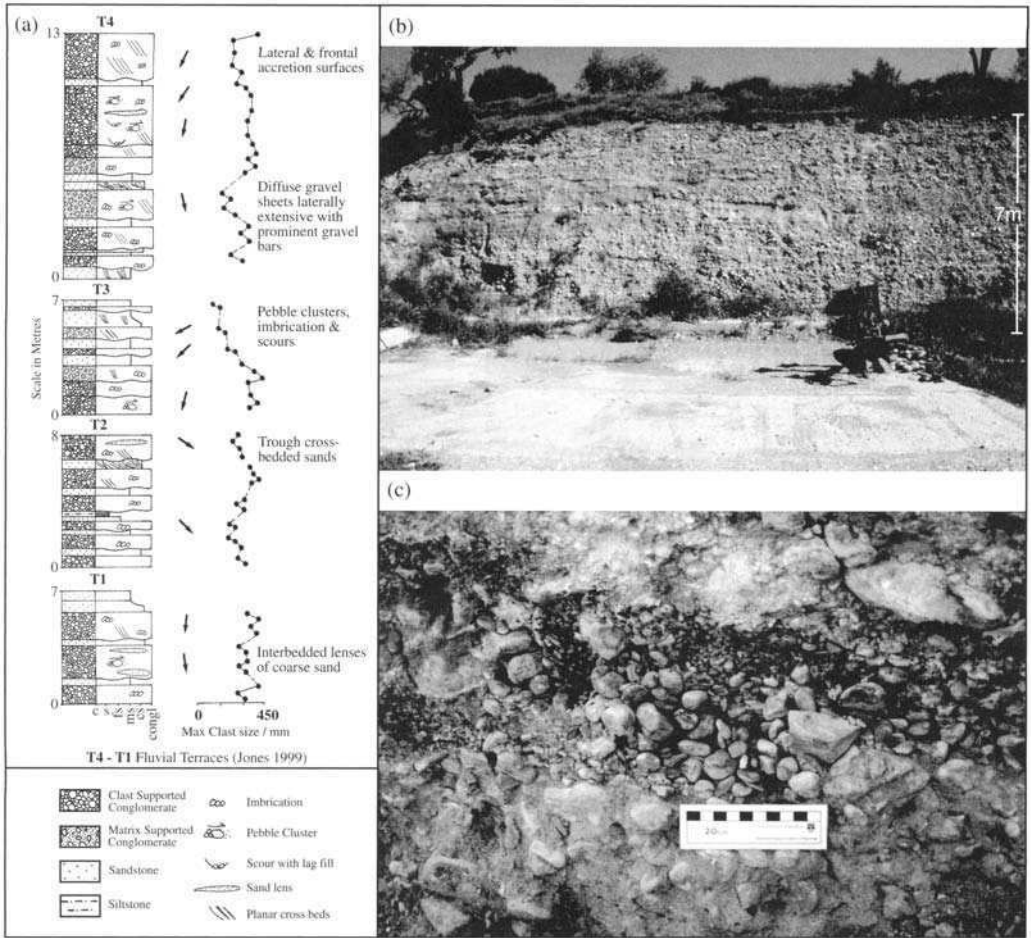 (a)
T4
13
Lateral & frontal
accretion surfaces
Diffuse gravel
sheets laterally
extensive with
prominent gravel
bars
0
T3
7
Pebble clusters,
imbrication &
scours
Scale in Metres
0
T2
8
Trough cross-
bedded sands
0
T1
7
Interbedded lenses
of coarse sand
0
c
s
fs
ms
cs
congl
0
450
Max Clast size / mm
T4 - T1 Fluvial Terraces (Jones 1999)
Clast Supported
Conglomerate
Imbrication
Matrix Supported
Conglomerate
Pebble Cluster
Sandstone
Scour with lag fill
Sand lens
Siltstone
Planar cross beds
(b)
7m
(c)
20cm